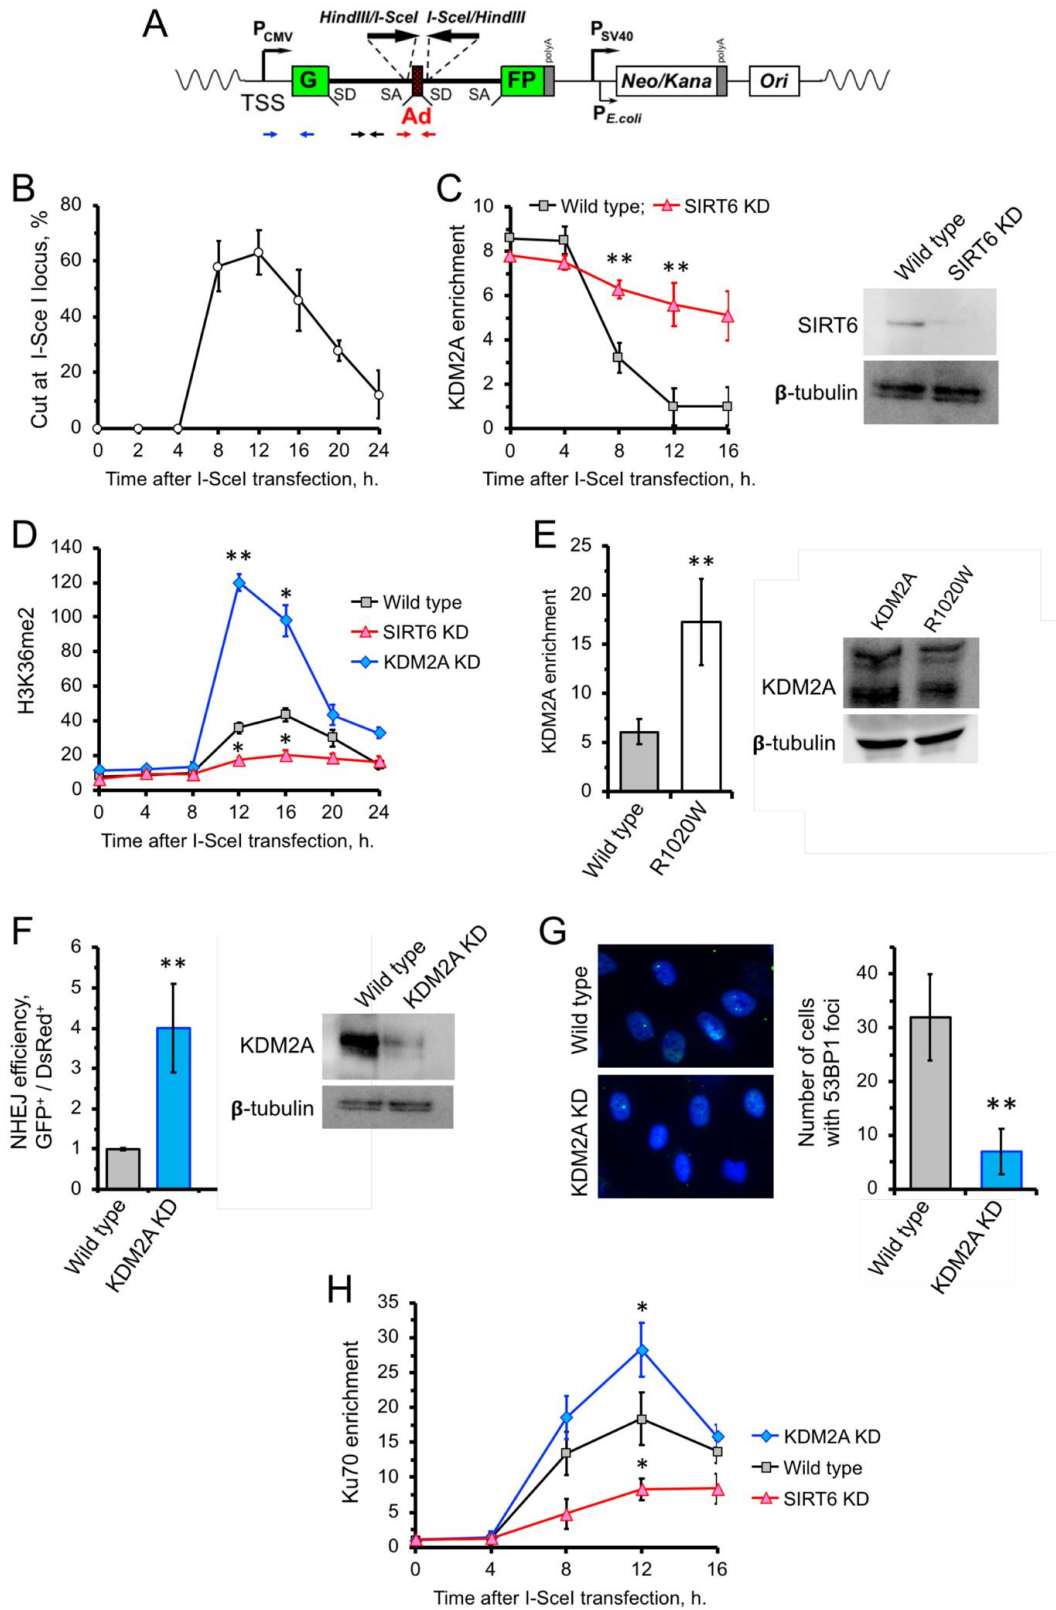 A
HindIII/I-SceI I-SceI/HindIII
PCMV
PSV40
polyA
polyA
G
FP
Neo/Kana
Ori
TSS
SD
SA
SD
SA
Ad
PE.coli
B
Cut at I-Sce I locus, %
80
60
40
20
0
0 2 4 8 12 16 20 24
Time after I-SceI transfection, h.
C
Wild type; SIRT6 KD
KDM2A enrichment
10
8
6
4
2
0
** **
0 4 8 12 16
Time after I-SceI transfection, h.
Wild type
SIRT6 KD
SIRT6
β-tubulin
D
H3K36me2
140
120
100
80
60
40
20
0
**
*
*
*
Wild type
SIRT6 KD
KDM2A KD
0 4 8 12 16 20 24
Time after I-SceI transfection, h.
E
KDM2A enrichment
25
20
15
10
5
0
**
Wild type
R1020W
KDM2A
R1020W
KDM2A
β-tubulin
F
NHEJ efficiency,
GFP+ / DsRed+
6
5
4
3
2
1
0
**
Wild type
KDM2A KD
Wild type
KDM2A KD
KDM2A
β-tubulin
G
Wild type
KDM2A KD
Number of cells
with 53BP1 foci
40
30
20
10
0
**
Wild type
KDM2A KD
H
Ku70 enrichment
35
30
25
20
15
10
5
0
*
*
KDM2A KD
Wild type
SIRT6 KD
0 4 8 12 16
Time after I-SceI transfection, h.